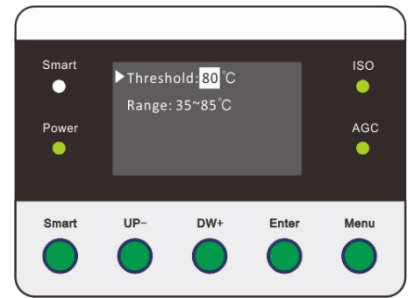 Smart
ISO
Threshold: 80 °C
Range: 35~85°C
Power
AGC
Smart UP- DW+ Enter Menu